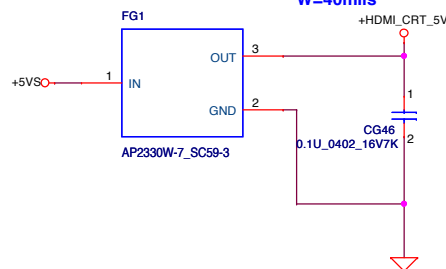 W=40mils
FG1
+HDMI_CRT_5V
OUT
3
+5VS
1
IN
GND
2
1
CG46
0.1U_0402_16V7K
2
AP2330W-7_SC59-3